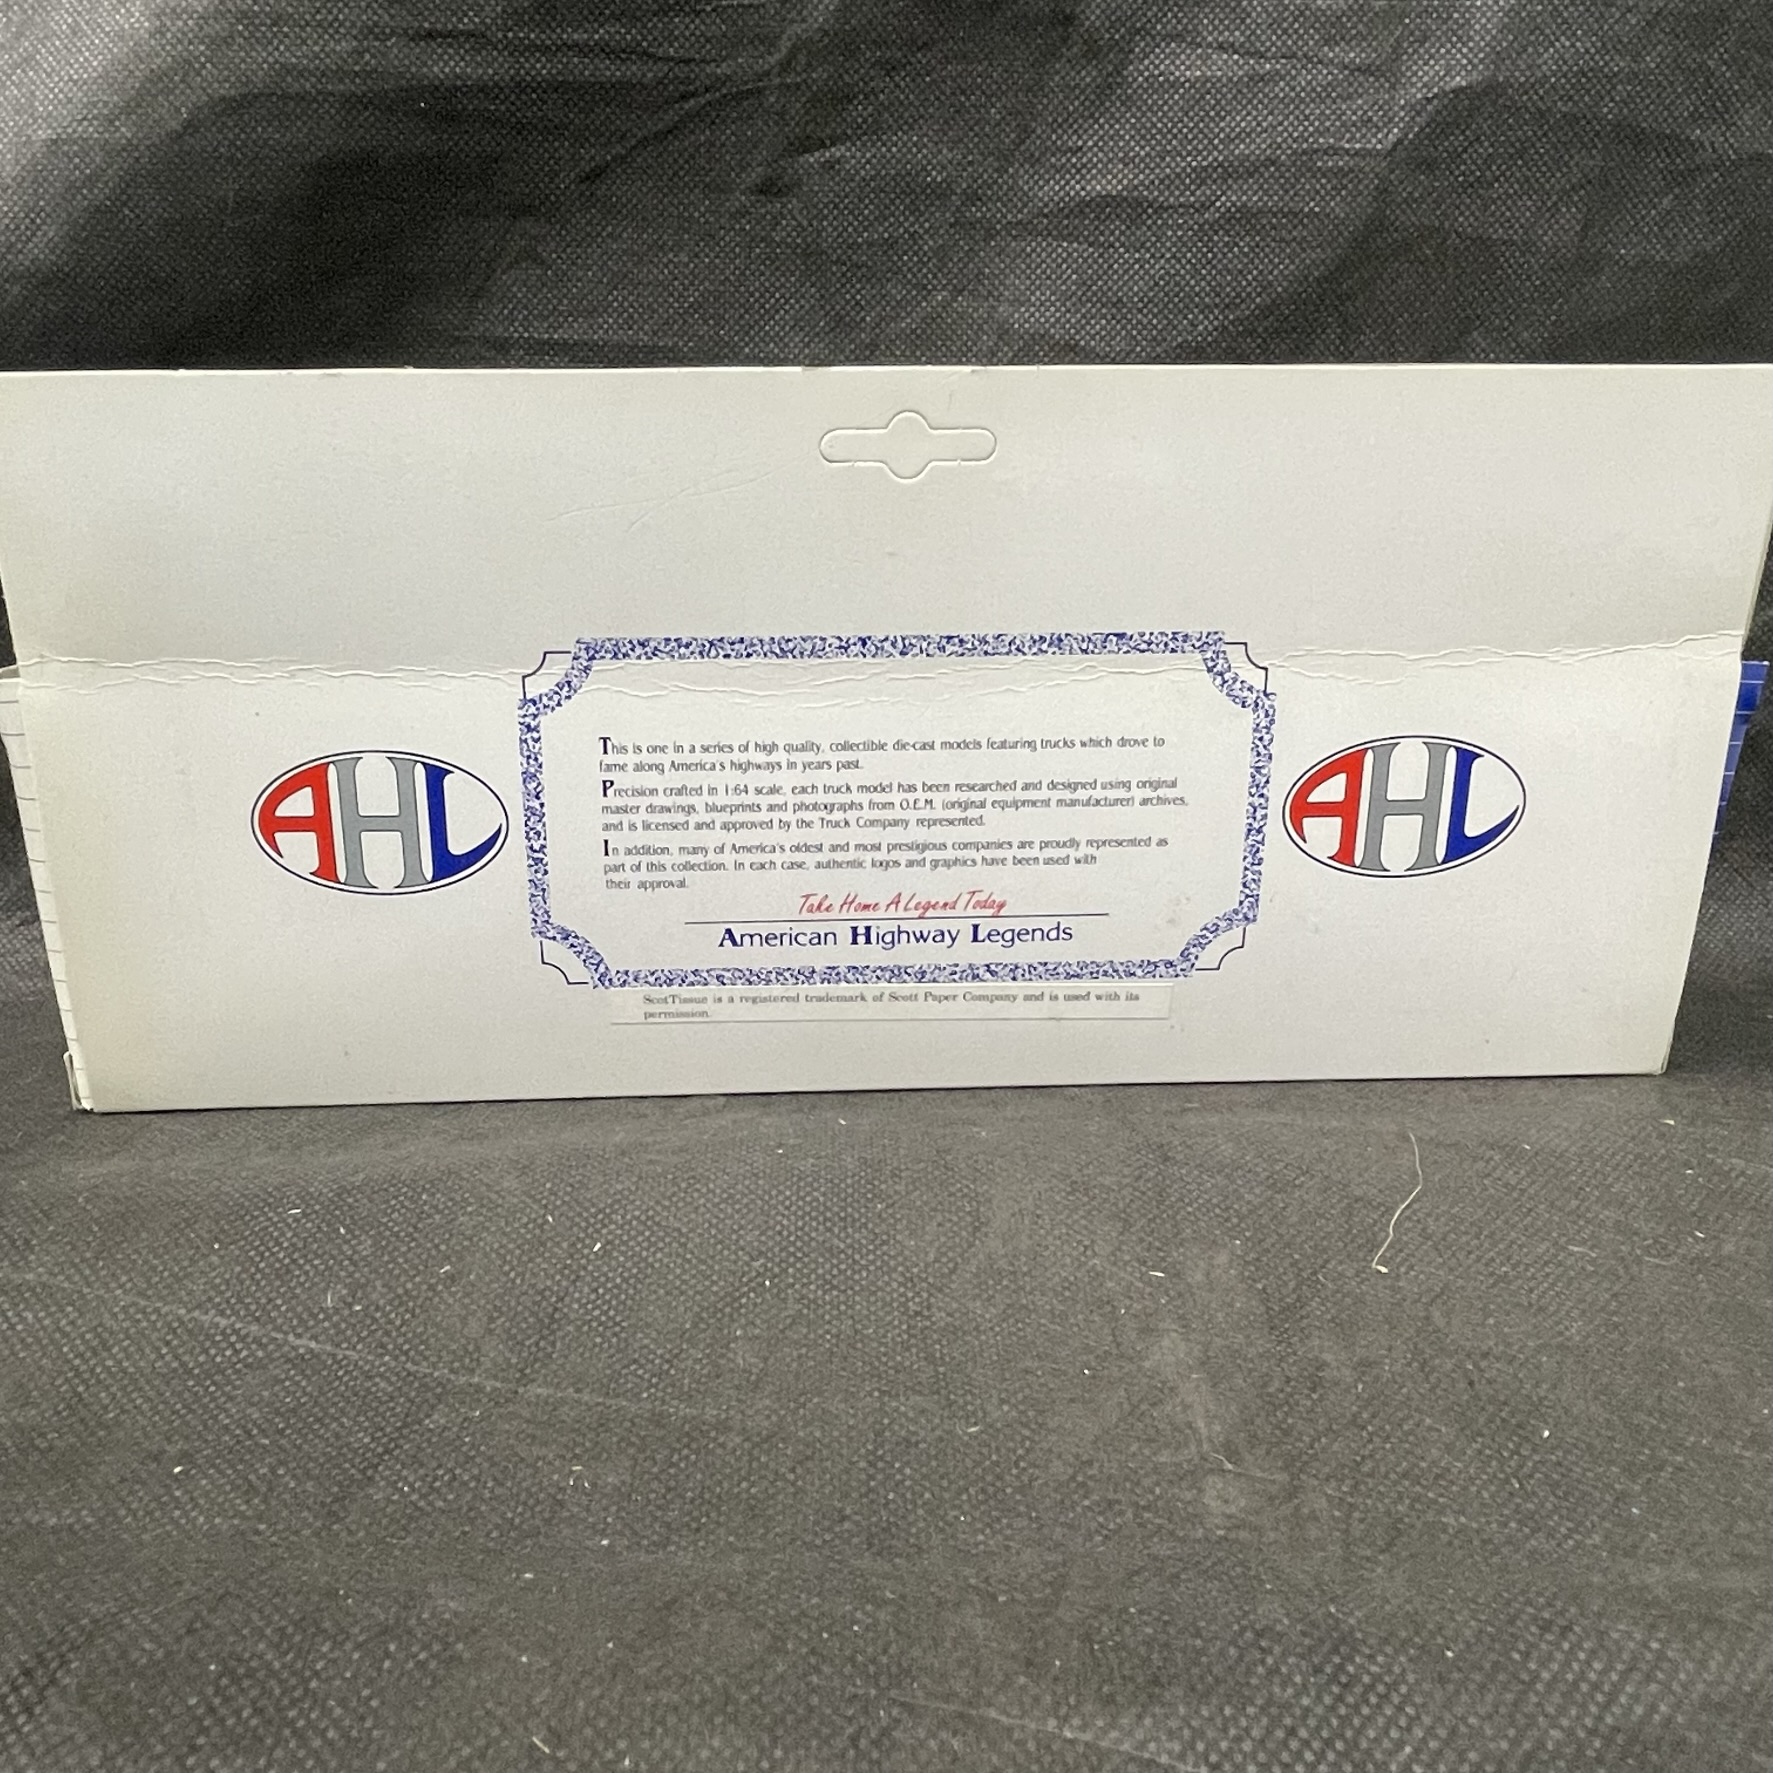 AHL
AHL
This is one in a series of high quality, collectible die-cast models featuring trucks which drove to
fame along America's highways in years past.
Precision crafted in 1:64 scale, each truck model has been researched and designed using original
master drawings, blueprints and photographs from O.E.M. (original equipment manufacturer) archives,
and is licensed and approved by the Truck Company represented.
In addition, many of America's oldest and most prestigious companies are proudly represented as
part of this collection. In each case, authentic logos and graphics have been used with
their approval.
Take Home A Legend Today
American Highway Legends
ScotTissue is a registered trademark of Scott Paper Company and is used with its
permission.